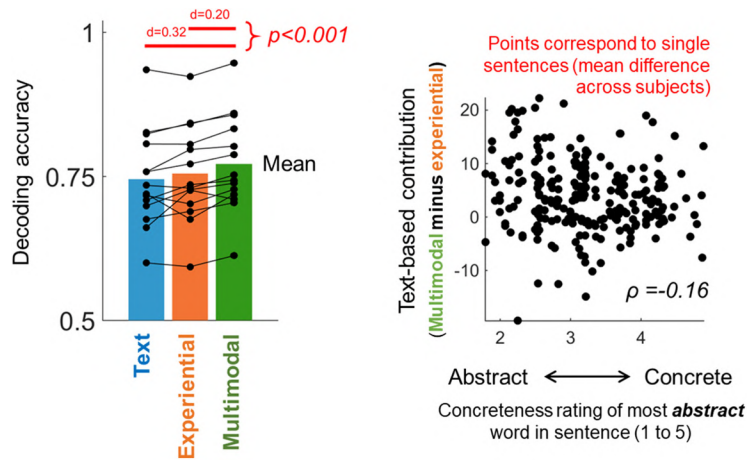 d=0.20
d=0.32
p<0.001
1
0.75
0.5
Decoding accuracy
Mean
Text
Experiential
Multimodal
Points correspond to single
sentences (mean difference
across subjects)
Text-based contribution
(Multimodal minus experiential)
20
10
0
-10
ρ =-0.16
2
3
4
Abstract
Concrete
Concreteness rating of most abstract
word in sentence (1 to 5)